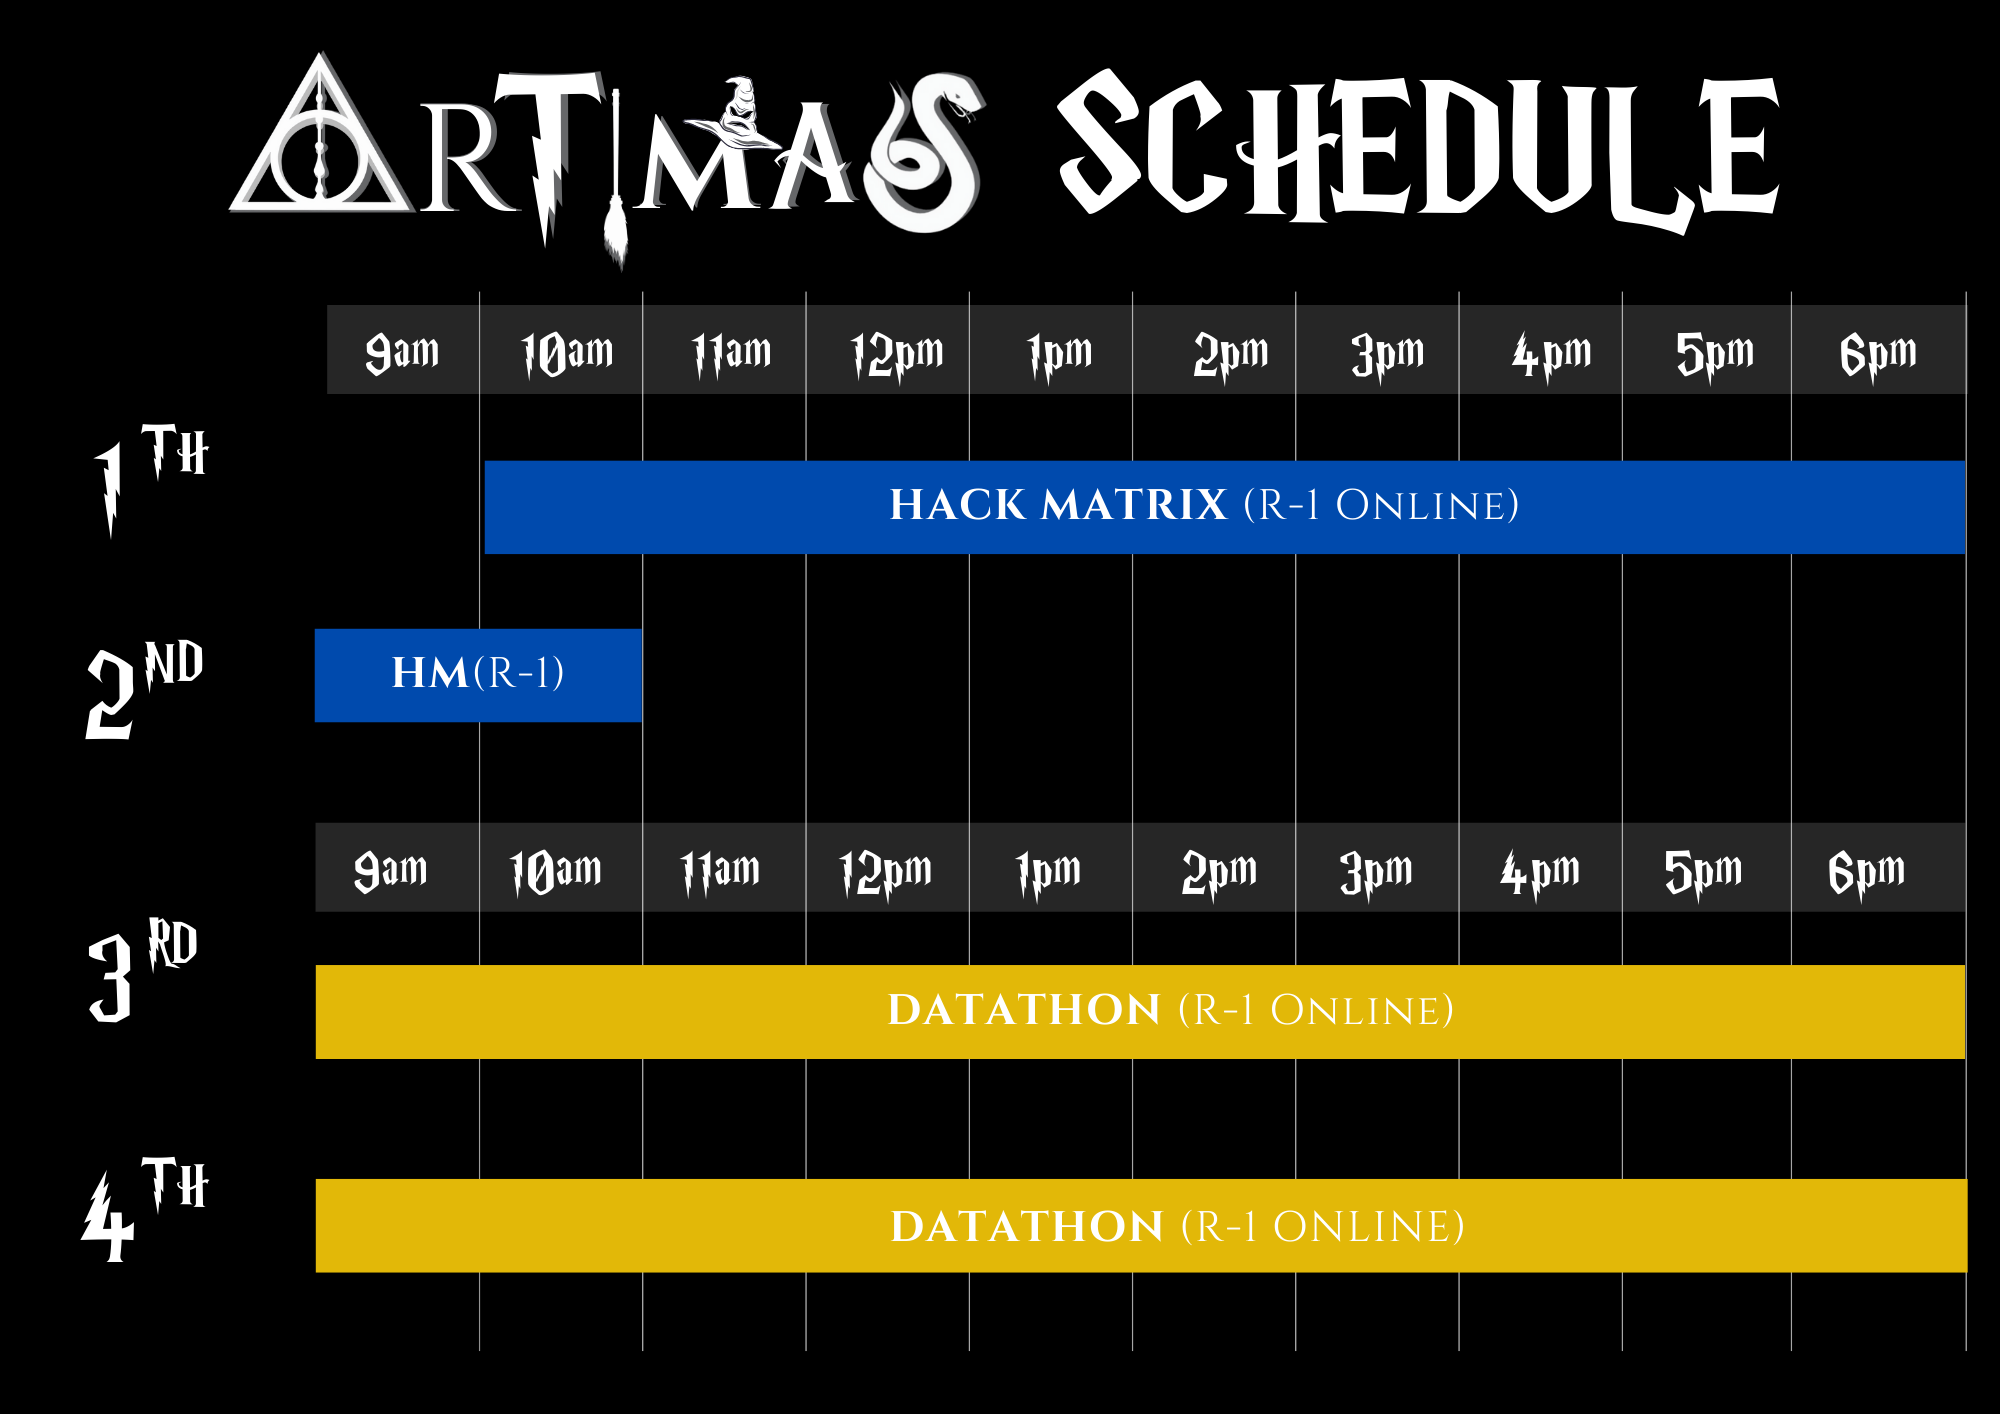 ARTIMAS SCHEDULE
9am 10am 11am 12pm 1pm 2pm 3pm 4pm 5pm 6pm
1TH
HACK MATRIX (R-1 ONLINE)
2ND
HM(R-1)
9am 10am 11am 12pm 1pm 2pm 3pm 4pm 5pm 6pm
3RD
DATATHON (R-1 ONLINE)
4TH
DATATHON (R-1 ONLINE)